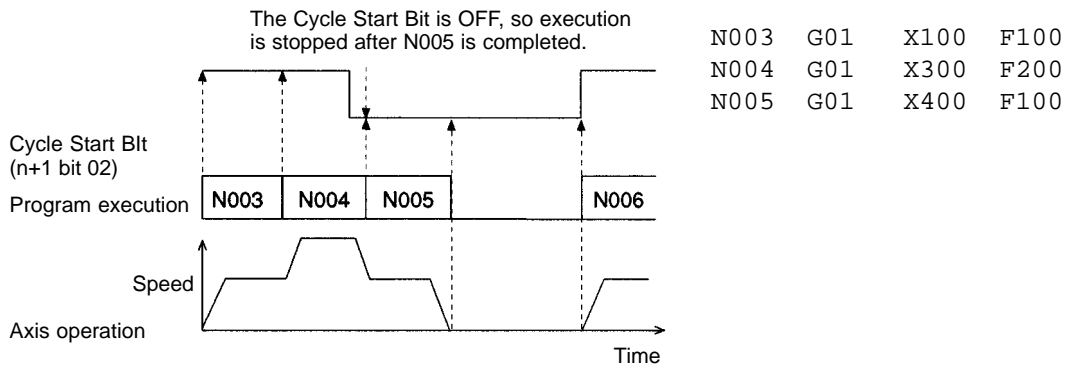 The Cycle Start Bit is OFF, so execution
is stopped after N005 is completed.
N003 G01 X100 F100
N004 G01 X300 F200
N005 G01 X400 F100
Cycle Start BIt
(n+1 bit 02)
Program execution
N003 N004 N005 N006
Speed
Axis operation
Time